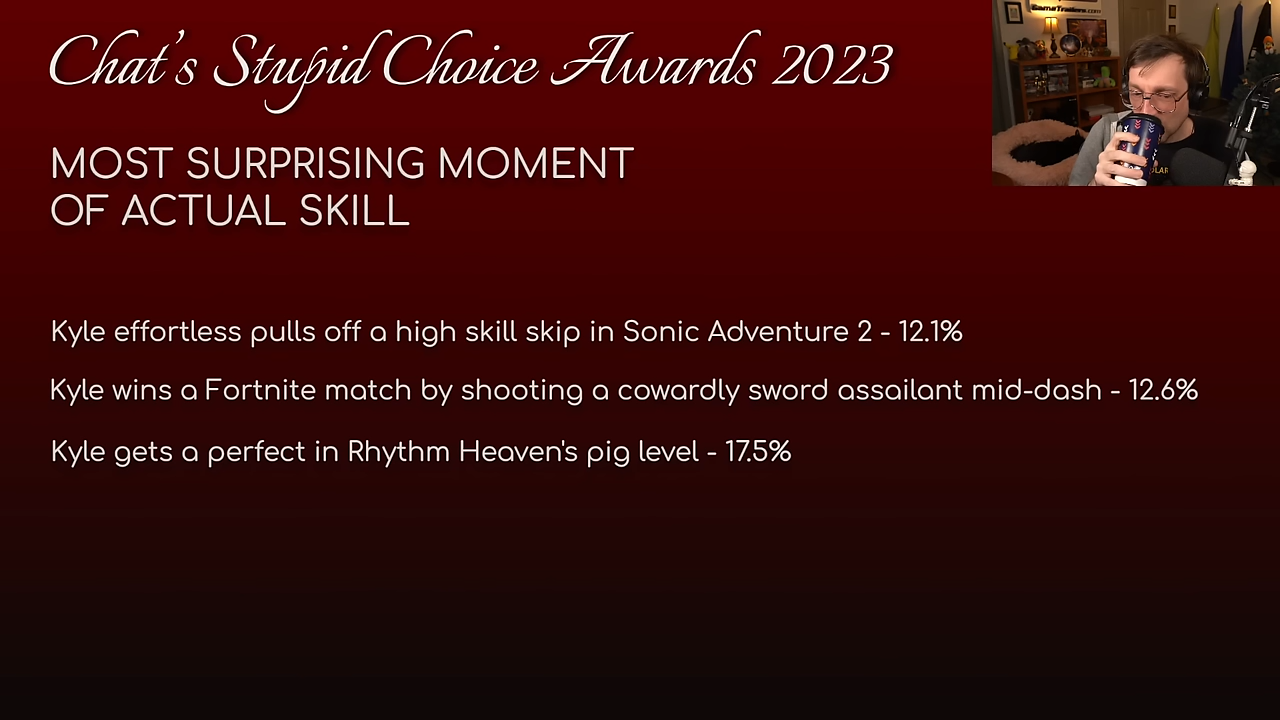 Chat's Stupid Choice Awards 2023
GameTrailers.com
MOST SURPRISING MOMENT
OF ACTUAL SKILL
Kyle effortless pulls off a high skill skip in Sonic Adventure 2 - 12.1%
Kyle wins a Fortnite match by shooting a cowardly sword assailant mid-dash - 12.6%
Kyle gets a perfect in Rhythm Heaven's pig level - 17.5%